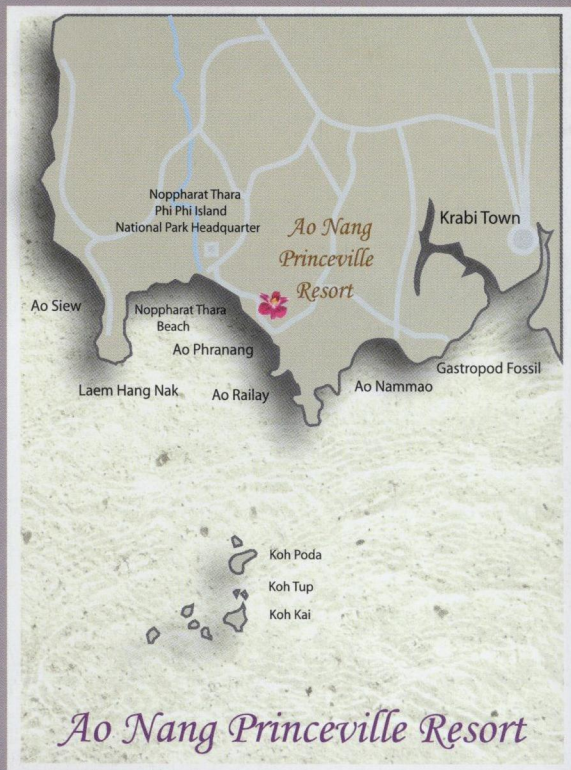 Noppharat Thara
Phi Phi Island
National Park Headquarter
Ao Nang
Princeville
Resort
Krabi Town
Ao Siew
Noppharat Thara
Beach
Ao Phranang
Gastropod Fossil
Laem Hang Nak
Ao Railay
Ao Nammao
Koh Poda
Koh Tup
Koh Kai
Ao Nang Princeville Resort